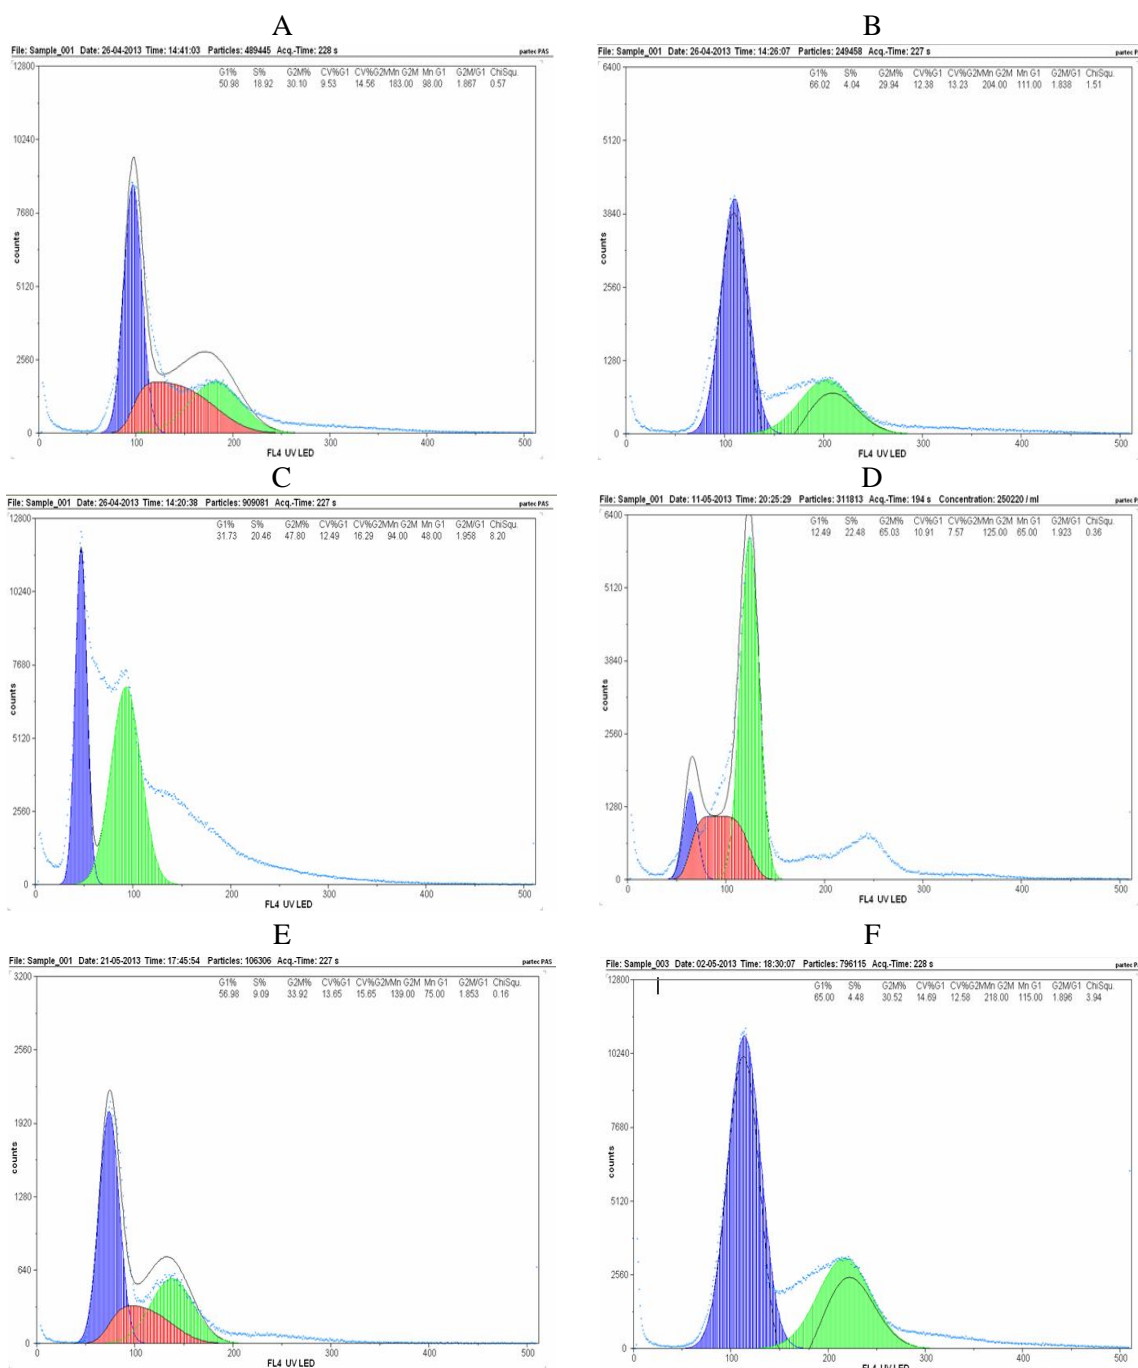 A
File: Sample_001 Date: 26-04-2013 Time: 14:41:03 Particles: 489445 Acq.-Time: 228 s partec PAS
12800
G1% S% G2M% CV%G1 CV%G2MMn G2M Mn G1 G2M/G1 ChiSqu.
50.98 18.92 30.10 9.53 14.56 183.00 98.00 1.867 0.57
10240
7680
counts
5120
2560
0
0 100 200 300 400 500
FL4 UV LED
B
File: Sample_001 Date: 26-04-2013 Time: 14:26:07 Particles: 249458 Acq.-Time: 227 s partec P
6400
G1% S% G2M% CV%G1 CV%G2MMn G2M Mn G1 G2M/G1 ChiSqu.
66.02 4.04 29.94 12.38 13.23 204.00 111.00 1.838 1.51
5120
3840
counts
2560
1280
0
0 100 200 300 400 500
FL4 UV LED
C
File: Sample_001 Date: 26-04-2013 Time: 14:20:38 Particles: 909081 Acq.-Time: 227 s partec PAS
12800
G1% S% G2M% CV%G1 CV%G2MMn G2M Mn G1 G2M/G1 ChiSqu.
31.73 20.46 47.80 12.49 16.29 94.00 48.00 1.958 8.20
10240
7680
counts
5120
2560
0
0 100 200 300 400 500
FL4 UV LED
D
File: Sample_001 Date: 11-05-2013 Time: 20:25:29 Particles: 311813 Acq.-Time: 194 s Concentration: 250220 / ml partec P
6400
G1% S% G2M% CV%G1 CV%G2MMn G2M Mn G1 G2M/G1 ChiSqu.
12.49 22.48 65.03 10.91 7.57 125.00 65.00 1.923 0.36
5120
3840
counts
2560
1280
0
0 100 200 300 400 500
FL4 UV LED
E
File: Sample_001 Date: 21-05-2013 Time: 17:45:54 Particles: 106306 Acq.-Time: 227 s partec PAS
3200
G1% S% G2M% CV%G1 CV%G2MMn G2M Mn G1 G2M/G1 ChiSqu.
56.98 9.09 33.92 13.65 15.65 139.00 75.00 1.853 0.16
2560
1920
counts
1280
640
0
0 100 200 300 400 500
FL4 UV LED
F
File: Sample_003 Date: 02-05-2013 Time: 18:30:07 Particles: 796115 Acq.-Time: 228 s partec P
12800
G1% S% G2M% CV%G1 CV%G2MMn G2M Mn G1 G2M/G1 ChiSqu.
65.00 4.48 30.52 14.69 12.58 218.00 115.00 1.896 3.94
10240
7680
counts
5120
2560
0
0 100 200 300 400 500
FL4 UV LED